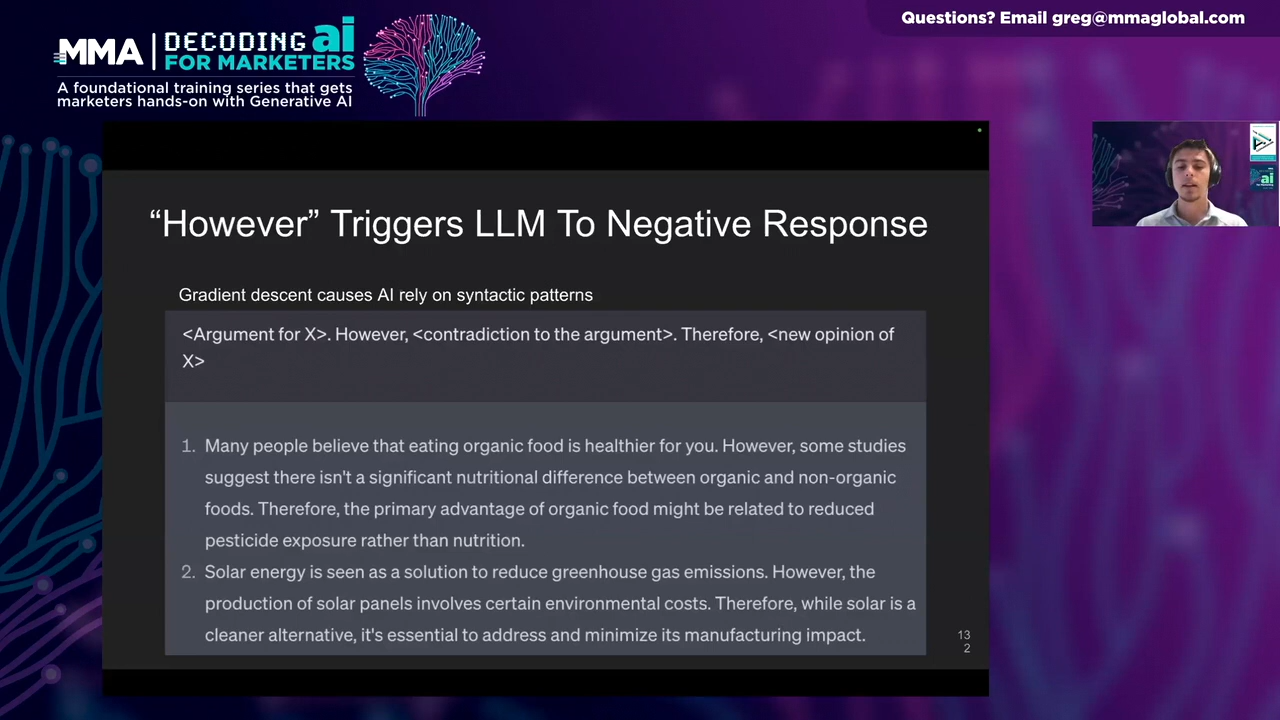 Questions? Email greg@mmaglobal.com
MMA | DECODING ai
FOR MARKETERS
A foundational training series that gets
marketers hands-on with Generative AI
“However” Triggers LLM To Negative Response
Gradient descent causes AI rely on syntactic patterns
<Argument for X>. However, <contradiction to the argument>. Therefore, <new opinion of
X>
1. Many people believe that eating organic food is healthier for you. However, some studies
suggest there isn't a significant nutritional difference between organic and non-organic
foods. Therefore, the primary advantage of organic food might be related to reduced
pesticide exposure rather than nutrition.
2. Solar energy is seen as a solution to reduce greenhouse gas emissions. However, the
production of solar panels involves certain environmental costs. Therefore, while solar is a
cleaner alternative, it's essential to address and minimize its manufacturing impact.
13
2
ai